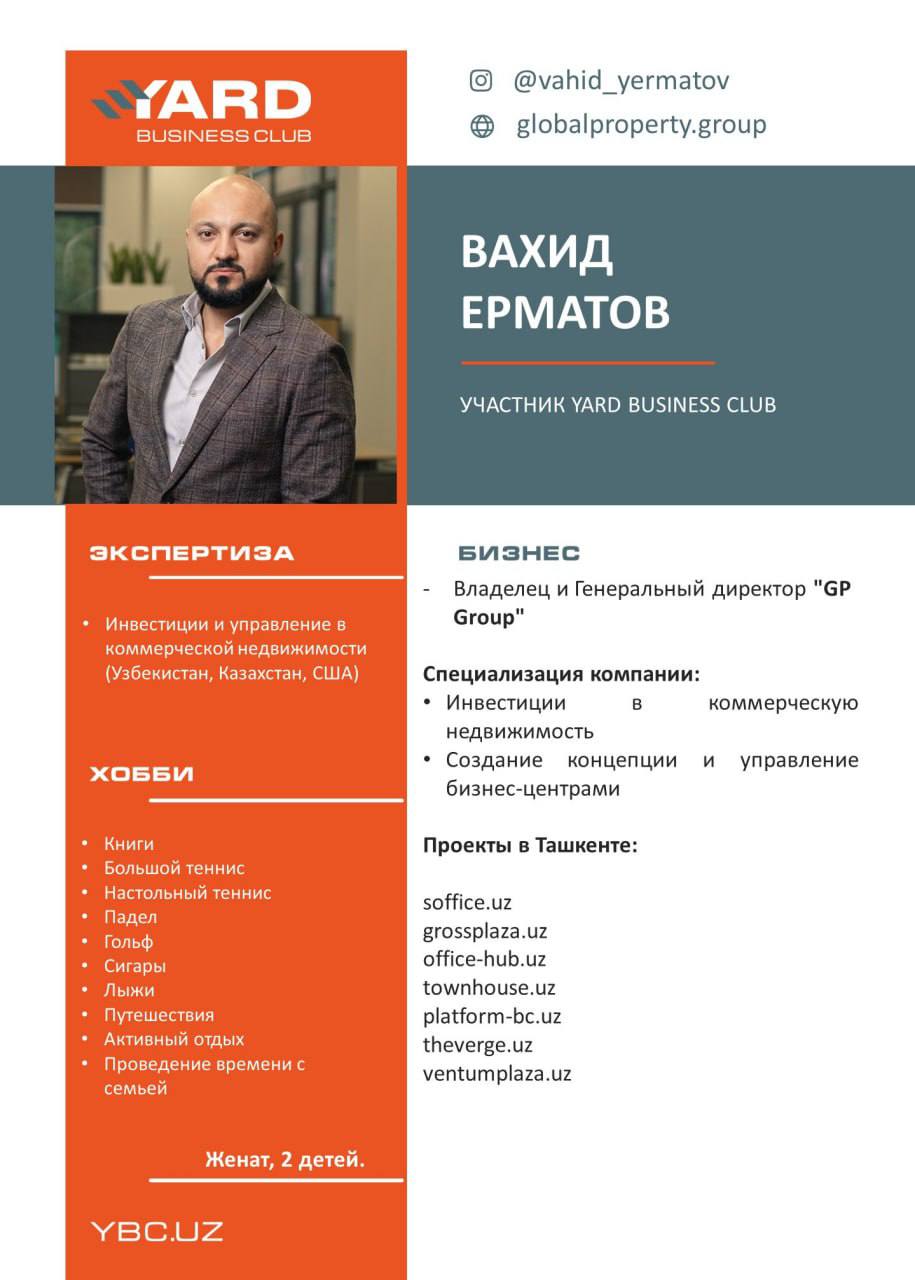 YARD
BUSINESS CLUB
@vahid_yermatov
globalproperty.group
ВАХИД
ЕРМАТОВ
УЧАСТНИК YARD BUSINESS CLUB
ЭКСПЕРТИЗА
• Инвестиции и управление в
коммерческой недвижимости
(Узбекистан, Казахстан, США)
ХОББИ
• Книги
• Большой теннис
• Настольный теннис
• Падел
• Гольф
• Сигары
• Лыжи
• Путешествия
• Активный отдых
• Проведение времени с
семьей
Женат, 2 детей.
YBC.UZ
БИЗНЕС
- Владелец и Генеральный директор "GP
Group"
Специализация компании:
• Инвестиции в коммерческую
недвижимость
• Создание концепции и управление
бизнес-центрами
Проекты в Ташкенте:
soffice.uz
grossplaza.uz
office-hub.uz
townhouse.uz
platform-bc.uz
theverge.uz
ventumplaza.uz